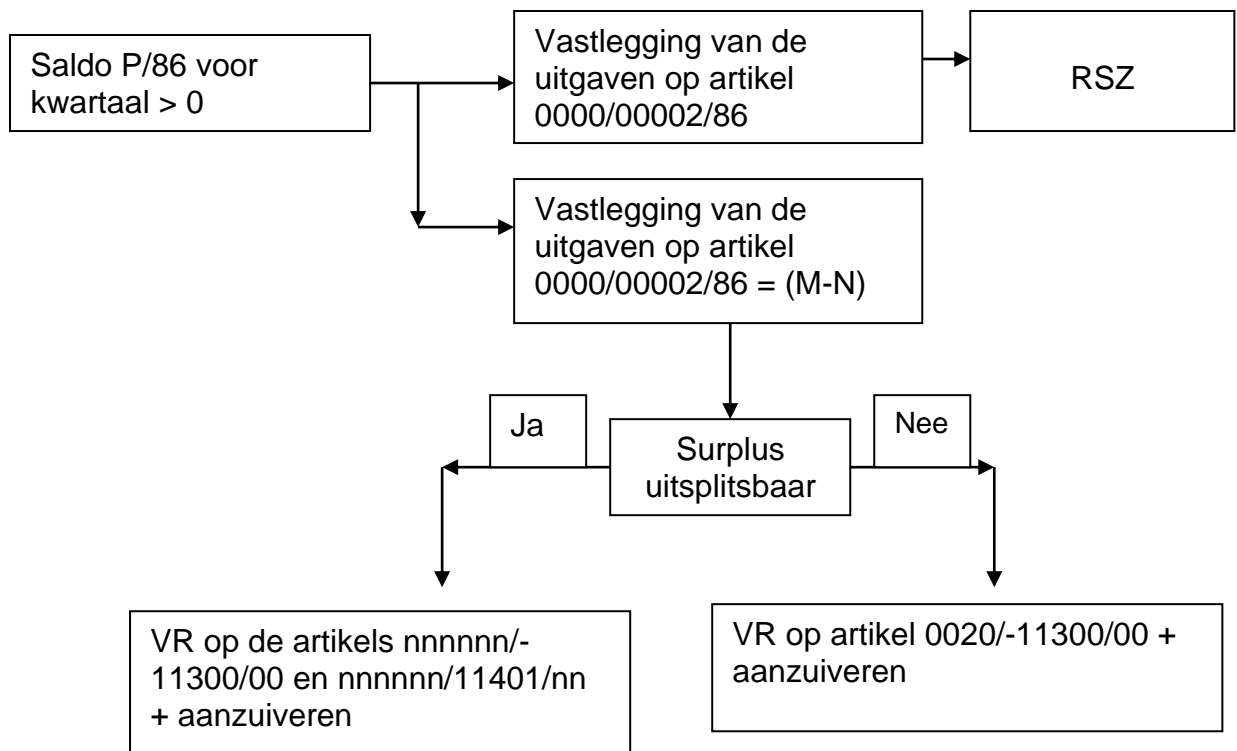 Saldo P/86 voor
kwartaal > 0
Vastlegging van de
uitgaven op artikel
0000/00002/86
RSZ
Vastlegging van de
uitgaven op artikel
0000/00002/86 = (M-N)
Ja
Surplus
uitsplitsbaar
Nee
VR op de artikels nnnnnn/-
11300/00 en nnnnnn/11401/nn
+ aanzuiveren
VR op artikel 0020/-11300/00 +
aanzuiveren